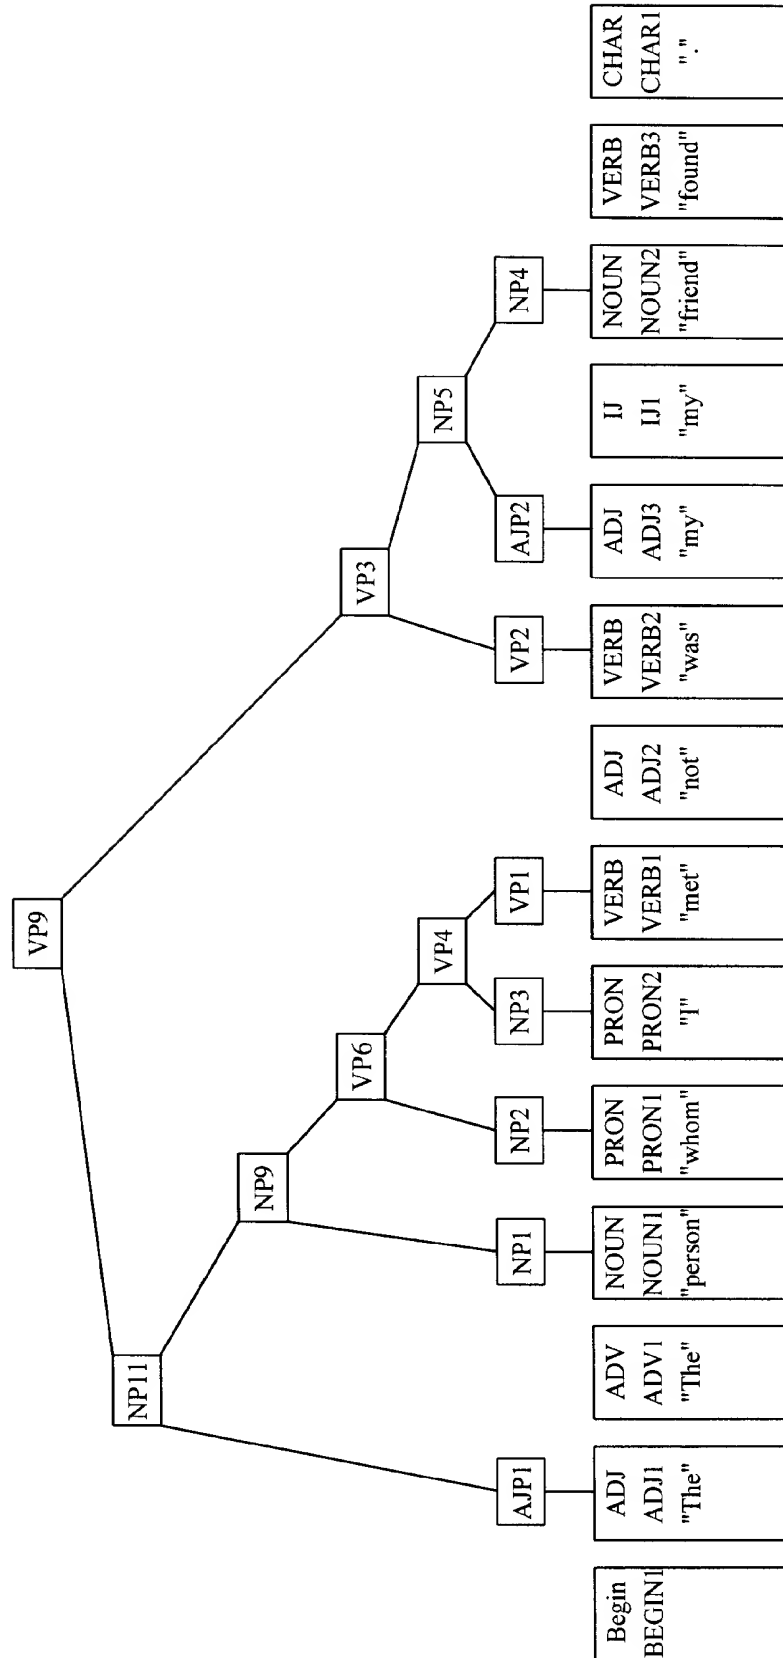 VP9
NP11
NP9
VP6
VP3
VP4
NP5
AJP1
NP1
NP2
NP3
VP1
VP2
AJP2
NP4
Begin
BEGIN1
ADJ
ADJ1
"The"
ADV
ADV1
"The"
NOUN
NOUN1
"person"
PRON
PRON1
"whom"
PRON
PRON2
"I"
VERB
VERB1
"met"
ADJ
ADJ2
"not"
VERB
VERB2
"was"
ADJ
ADJ3
"my"
IJ
IJ1
"my"
NOUN
NOUN2
"friend"
VERB
VERB3
"found"
CHAR
CHAR1
"."